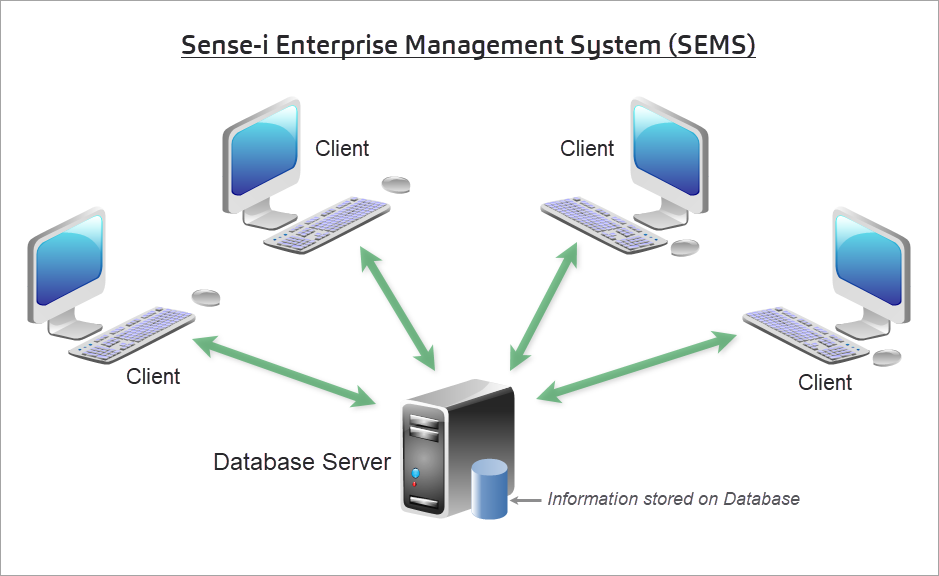 Sense-i Enterprise Management System (SEMS)
Client
Client
Client
Client
Database Server
Information stored on Database